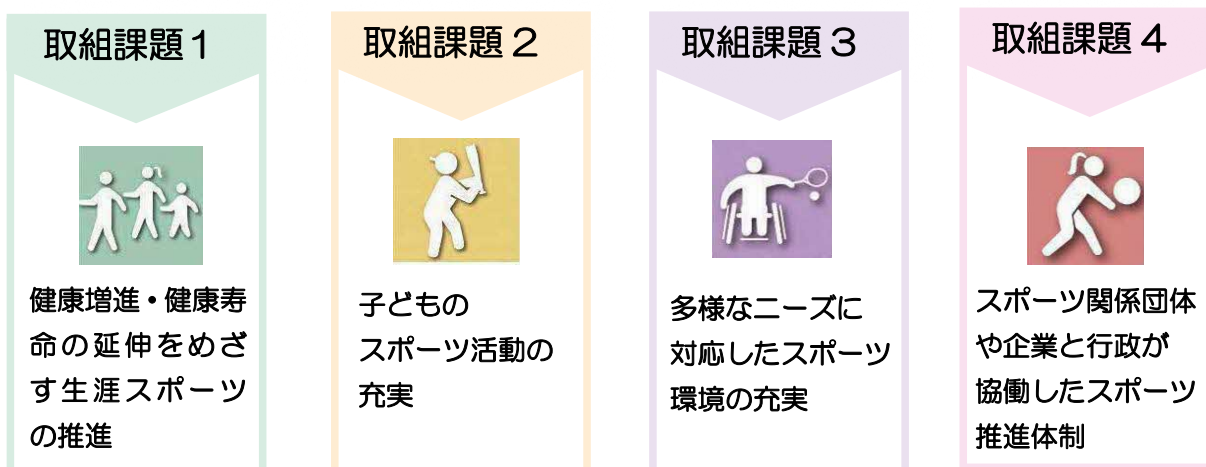 取組課題1
健康増進・健康寿
命の延伸をめざ
す生涯スポーツ
の推進
取組課題2
子どもの
スポーツ活動の
充実
取組課題3
多様なニーズに
対応したスポーツ
環境の充実
取組課題4
スポーツ関係団体
や企業と行政が
協働したスポーツ
推進体制